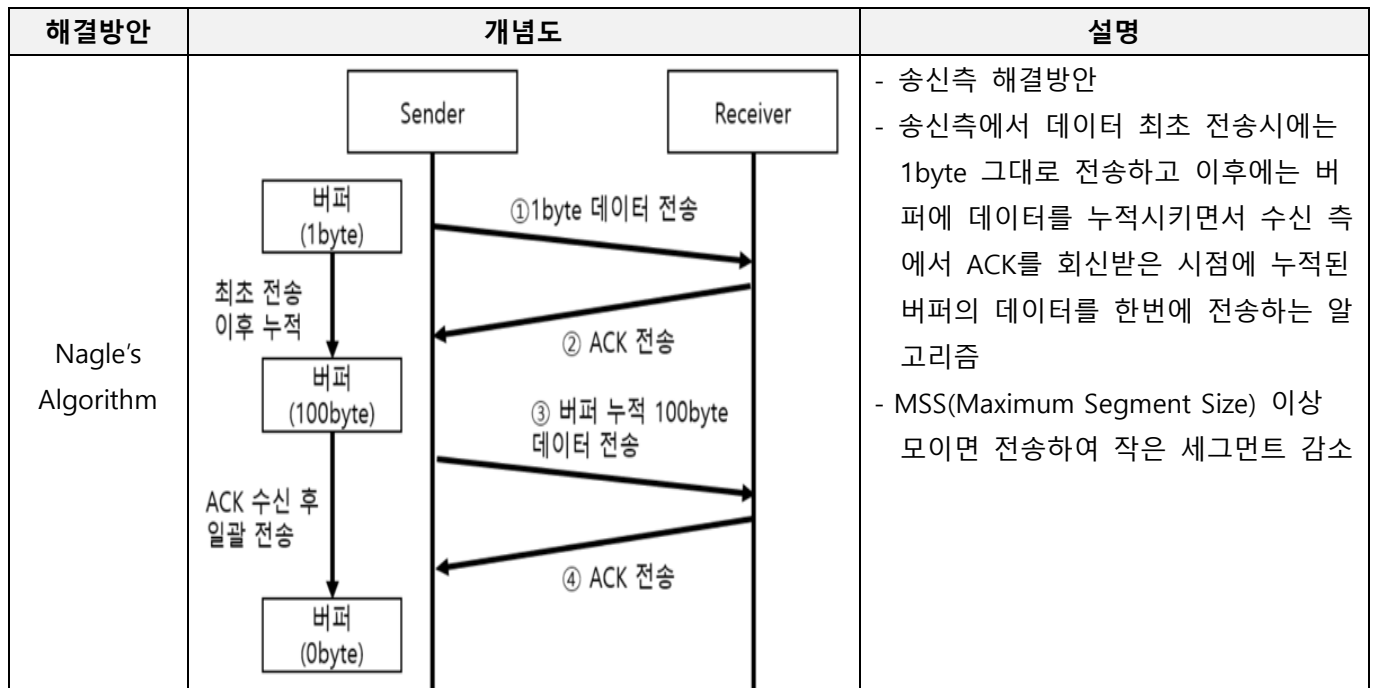 해결방안
개념도
설명
Nagle's
Algorithm
Sender
Receiver
버퍼
(1byte)
①1byte 데이터 전송
최초 전송
이후 누적
② ACK 전송
버퍼
(100byte)
③ 버퍼 누적 100byte
데이터 전송
ACK 수신 후
일괄 전송
④ ACK 전송
버퍼
(0byte)
- 송신측 해결방안
- 송신측에서 데이터 최초 전송시에는
1byte 그대로 전송하고 이후에는 버
퍼에 데이터를 누적시키면서 수신 측
에서 ACK를 회신받은 시점에 누적된
버퍼의 데이터를 한번에 전송하는 알
고리즘
- MSS(Maximum Segment Size) 이상
모이면 전송하여 작은 세그먼트 감소